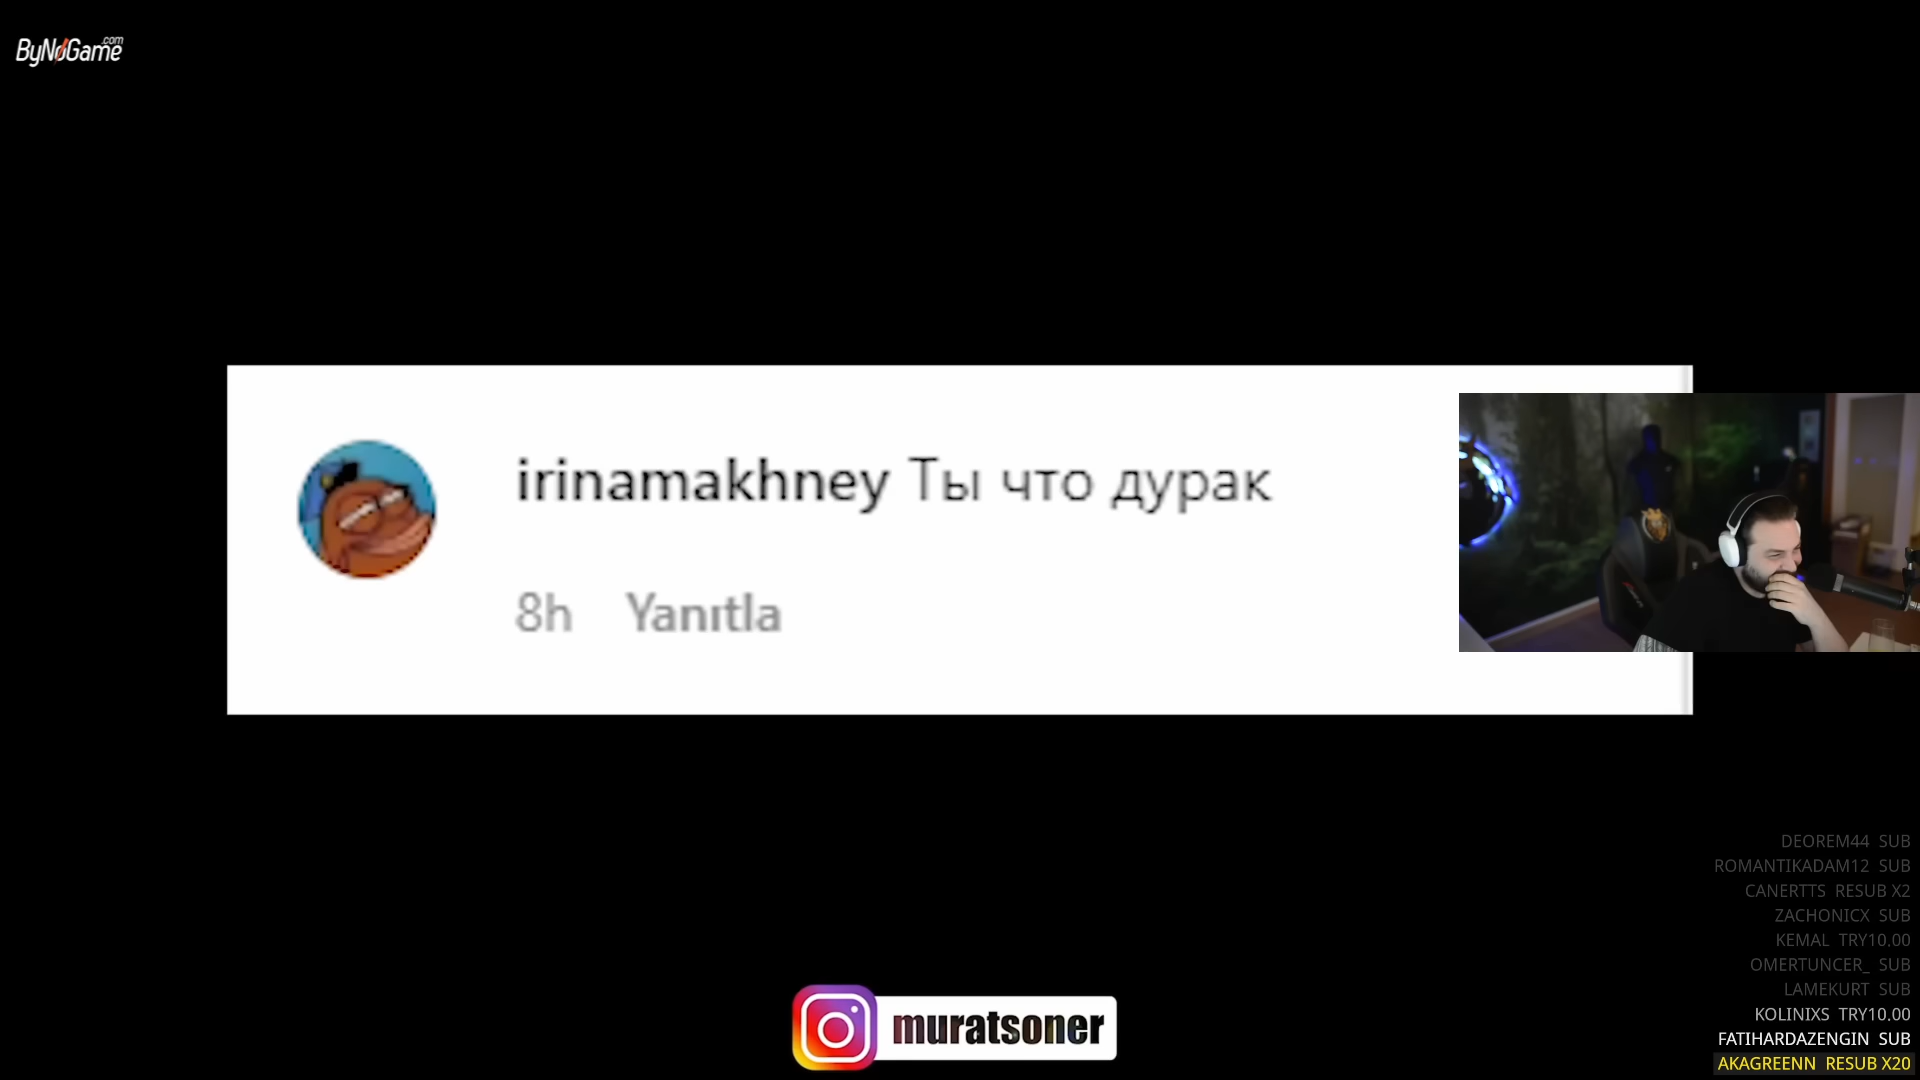 ByNoGame.com
irinamakhney Ты что дурак
8h Yanıtla
DEOREM44 SUB
ROMANTIKADAM12 SUB
CANERTTS RESUB X2
ZACHONICX SUB
KEMAL TRY10.00
OMERTUNCER_ SUB
LAMEKURT SUB
KOLINIXS TRY10.00
FATIHARDAZENGIN SUB
AKAGREENN RESUB X20
muratsoner